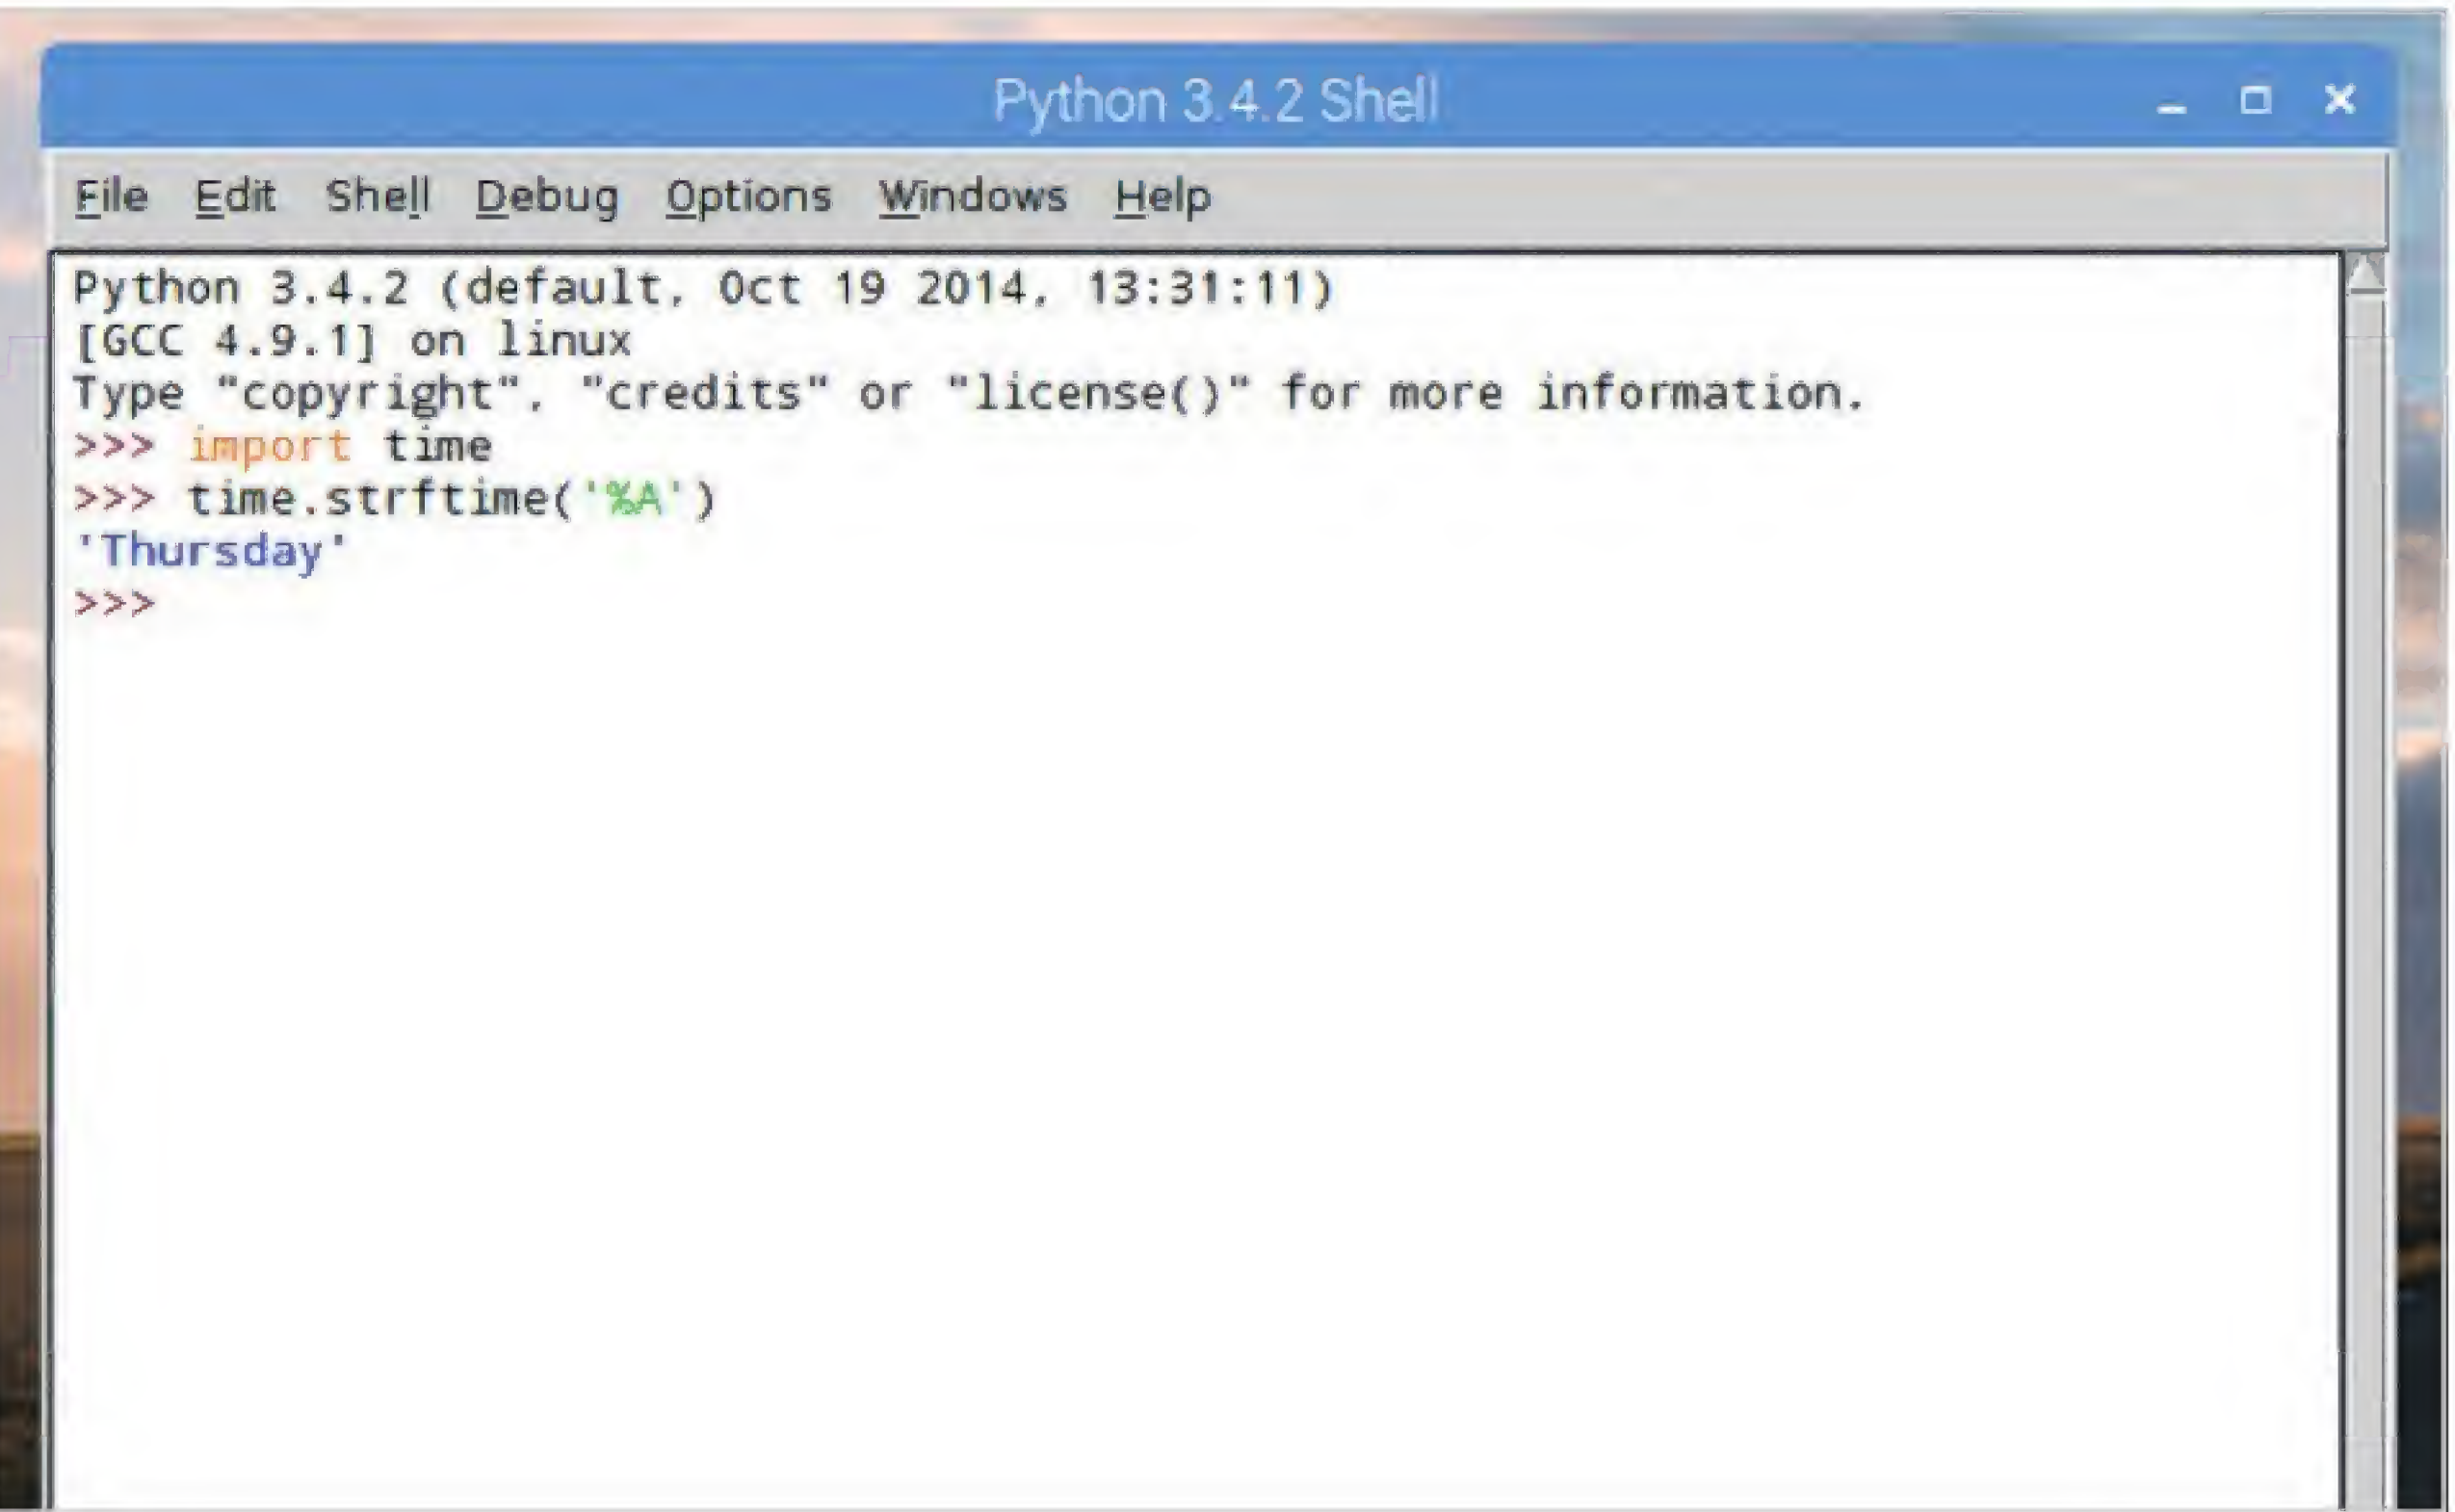 Python 3.4.2 Shell
File Edit Shell Debug Options Windows Help
Python 3.4.2 (default, Oct 19 2014, 13:31:11)
[GCC 4.9.1] on linux
Type "copyright", "credits" or "license()" for more information.
>>> import time
>>> time.strftime('%A')
'Thursday'
>>>